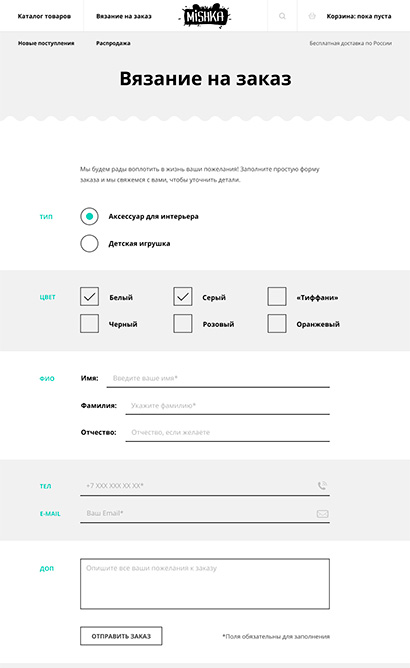 Каталог товаров
Вязание на заказ
MiSHKA
Корзина: пока пуста
Новые поступления
Распродажа
Бесплатная доставка по России
Вязание на заказ
Мы будем рады воплотить в жизнь ваши пожелания! Заполните простую форму
заказа и мы свяжемся с вами, чтобы уточнить детали.
ТИП
Аксессуар для интерьера
Детская игрушка
ЦВЕТ
Белый
Серый
«Тиффани»
Черный
Розовый
Оранжевый
ФИО
Имя:
Введите ваше имя*
Фамилия:
Укажите фамилию*
Отчество:
Отчество, если желаете
ТЕЛ
+7 XXX XXX XX XX*
E-MAIL
Ваш Email*
ДОП
Опишите все ваши пожелания к заказу
ОТПРАВИТЬ ЗАКАЗ
*Поля обязательны для заполнения